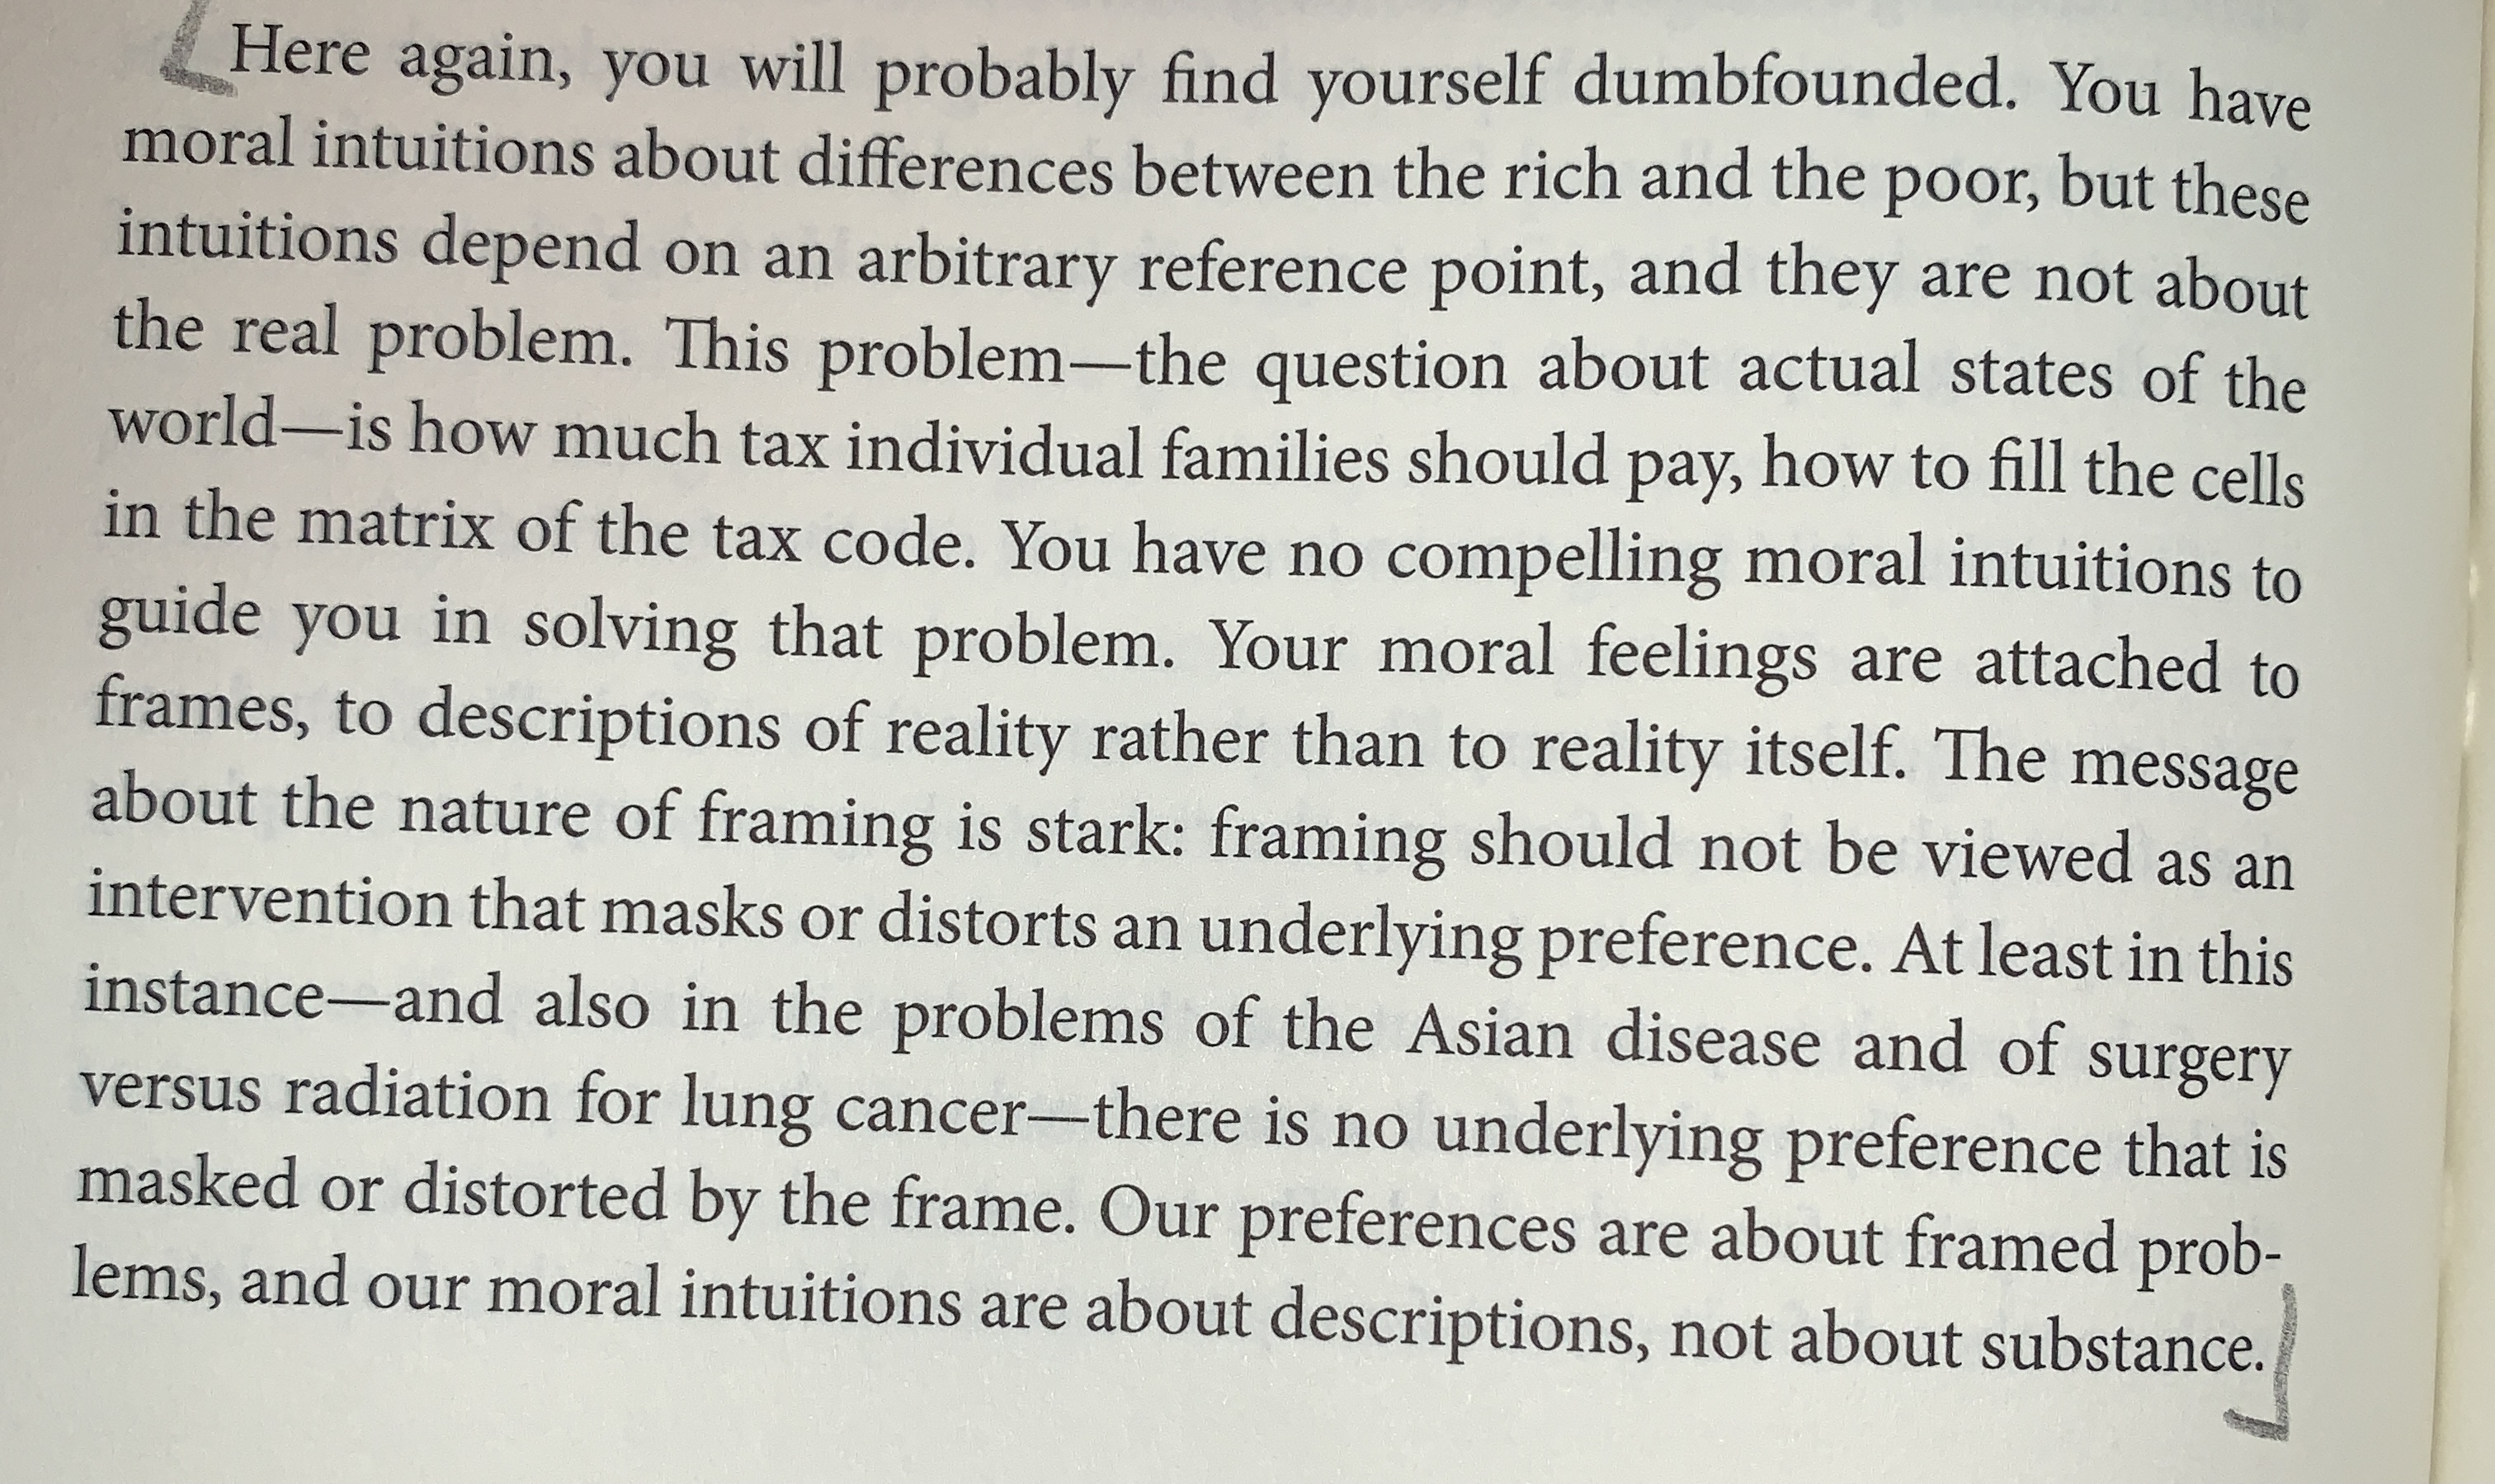 Here again, you will probably find yourself dumbfounded. You have
moral intuitions about differences between the rich and the poor, but these
intuitions depend on an arbitrary reference point, and they are not about
the real problem. This problem—the question about actual states of the
world—is how much tax individual families should pay, how to fill the cells
in the matrix of the tax code. You have no compelling moral intuitions to
guide you in solving that problem. Your moral feelings are attached to
frames, to descriptions of reality rather than to reality itself. The message
about the nature of framing is stark: framing should not be viewed as an
intervention that masks or distorts an underlying preference. At least in this
instance—and also in the problems of the Asian disease and of surgery
versus radiation for lung cancer—there is no underlying preference that is
masked or distorted by the frame. Our preferences are about framed prob-
lems, and our moral intuitions are about descriptions, not about substance.